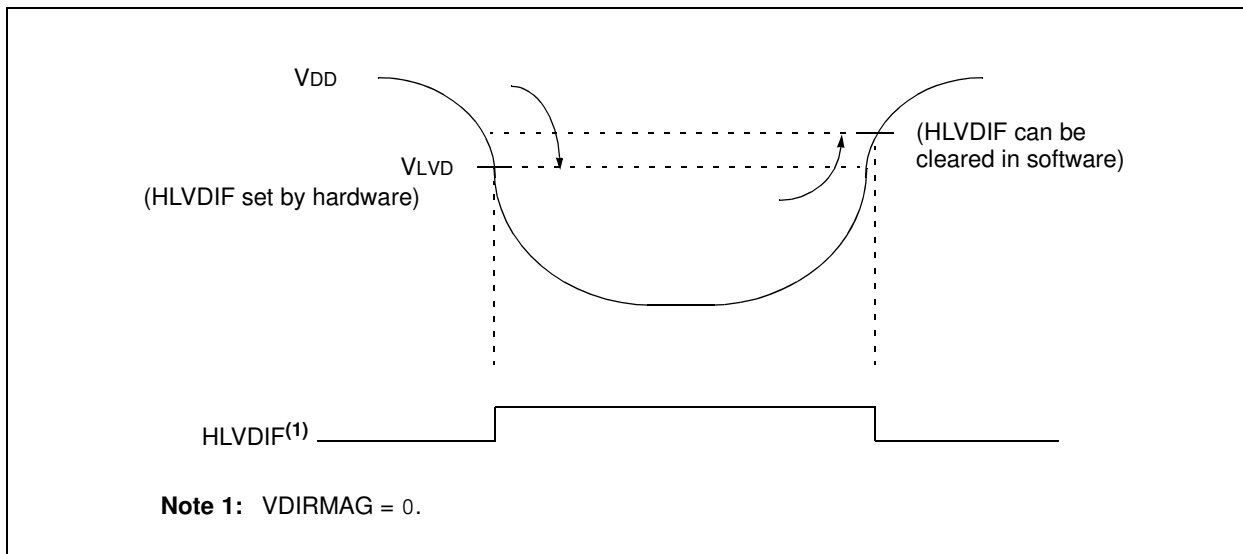 VDD
(HLVDIF can be
cleared in software)
VLVD
(HLVDIF set by hardware)
HLVDIF(1)
Note 1: VDIRMAG = 0.